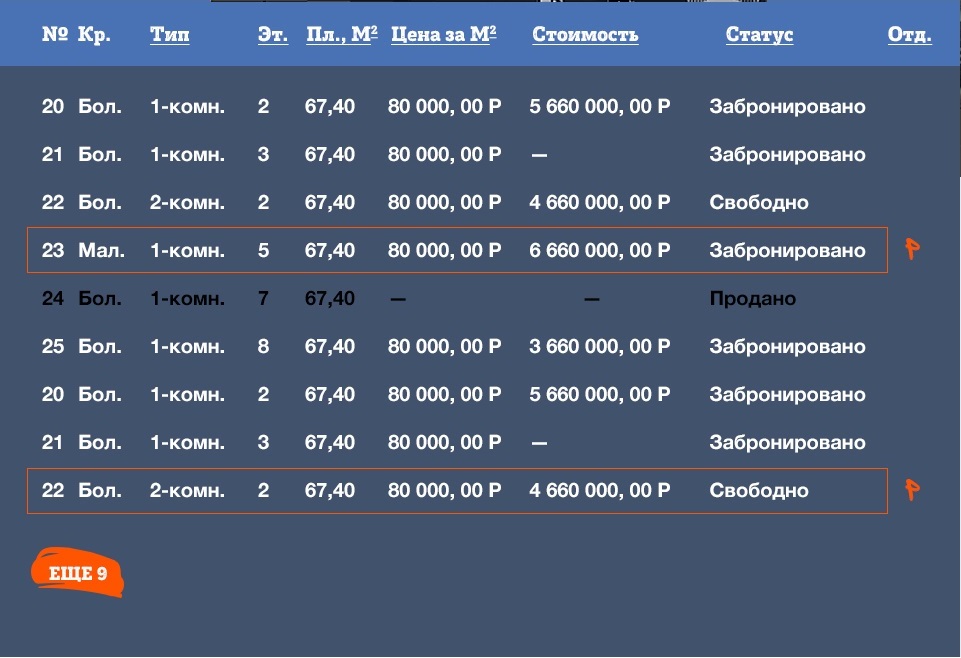 № Кр. Тип Эт. Пл., М² Цена за М² Стоимость Статус Отд.
20 Бол. 1-комн. 2 67,40 80 000, 00 Р 5 660 000, 00 Р Забронировано
21 Бол. 1-комн. 3 67,40 80 000, 00 Р — Забронировано
22 Бол. 2-комн. 2 67,40 80 000, 00 Р 4 660 000, 00 Р Свободно
23 Мал. 1-комн. 5 67,40 80 000, 00 Р 6 660 000, 00 Р Забронировано
24 Бол. 1-комн. 7 67,40 — — Продано
25 Бол. 1-комн. 8 67,40 80 000, 00 Р 3 660 000, 00 Р Забронировано
20 Бол. 1-комн. 2 67,40 80 000, 00 Р 5 660 000, 00 Р Забронировано
21 Бол. 1-комн. 3 67,40 80 000, 00 Р — Забронировано
22 Бол. 2-комн. 2 67,40 80 000, 00 Р 4 660 000, 00 Р Свободно
ЕЩЕ 9